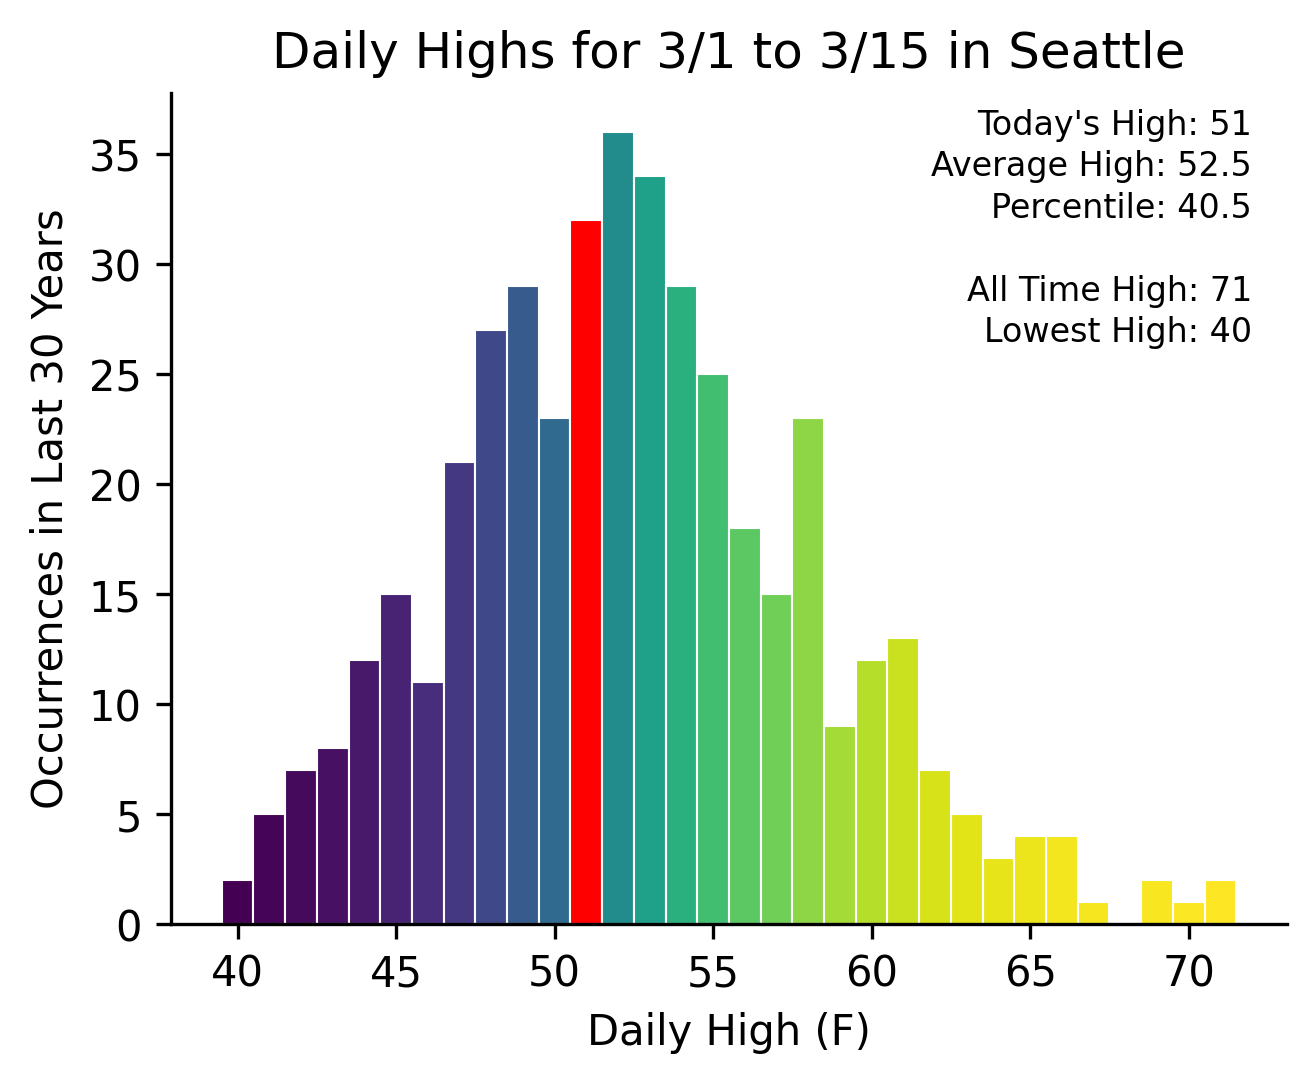 Daily Highs for 3/1 to 3/15 in Seattle
Today's High: 51
Average High: 52.5
Percentile: 40.5
All Time High: 71
Lowest High: 40
Occurrences in Last 30 Years
35
30
25
20
15
10
5
0
40 45 50 55 60 65 70
Daily High (F)